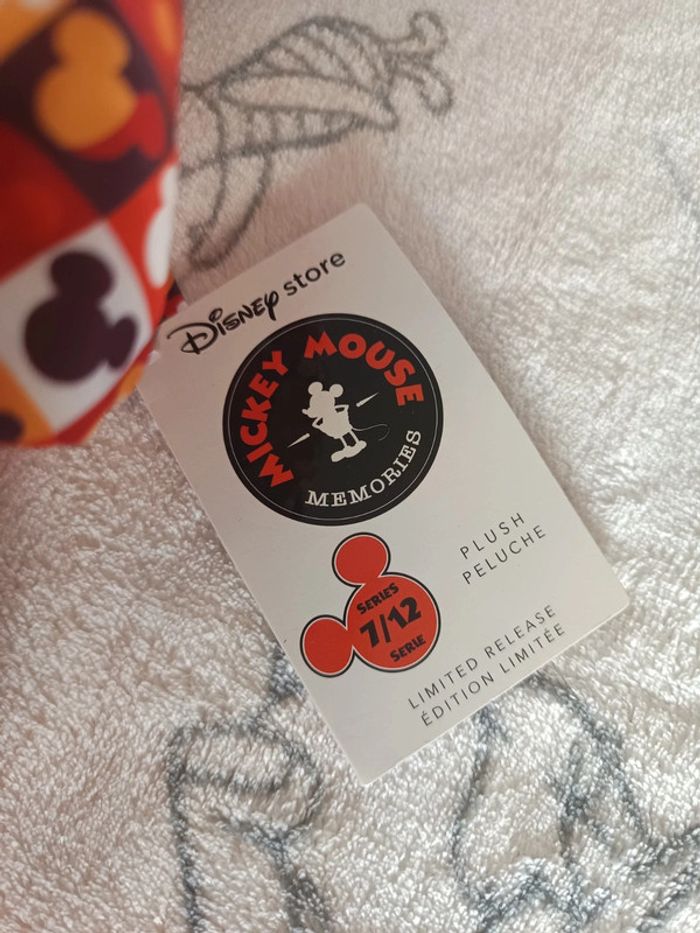 Disney store
MICKEY MOUSE
MEMORIES
SERIES
7/12
SERIE
PLUSH
PELUCHE
LIMITED RELEASE
ÉDITION LIMITÉE